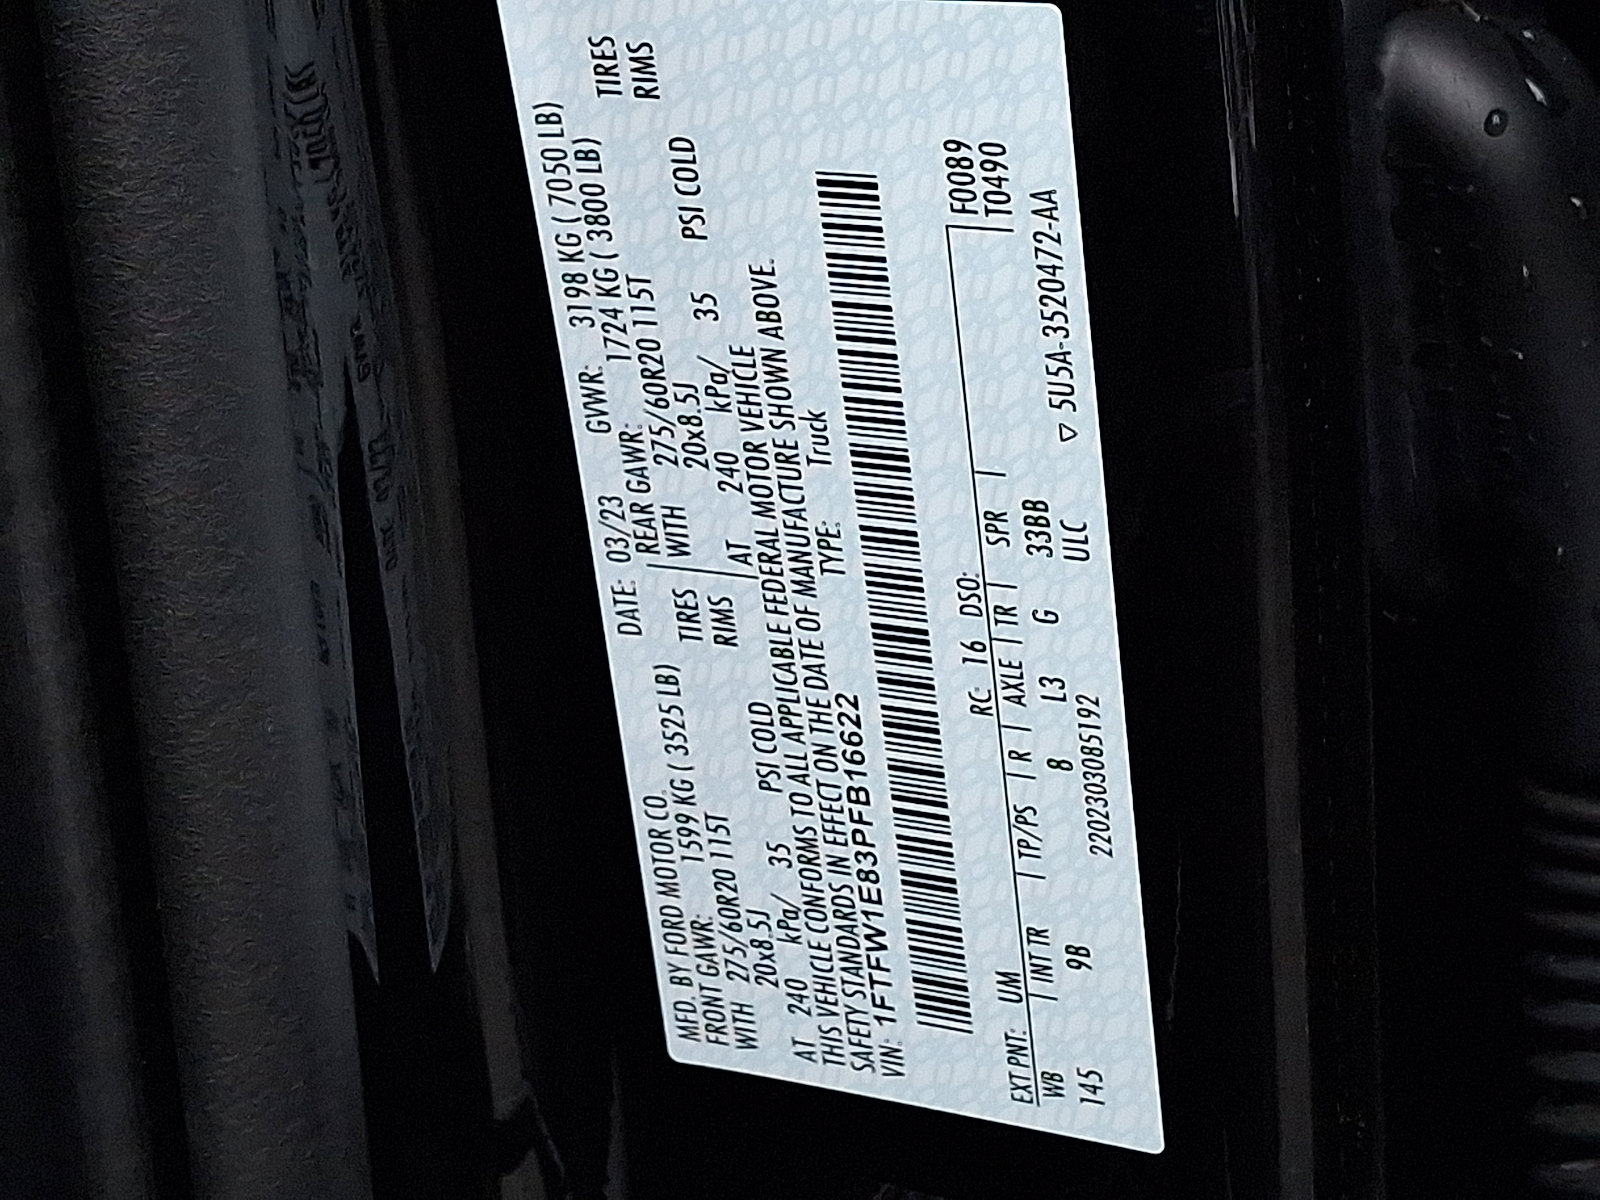 MFD. BY FORD MOTOR CO. DATE: 03/23 GVWR: 3198 KG ( 7050 LB)
FRONT GAWR: 1599 KG ( 3525 LB) REAR GAWR: 1724 KG ( 3800 LB)
WITH 275/60R20 115T TIRES WITH 275/60R20 115T TIRES
20x8.5J RIMS 20x8.5J RIMS
AT 240 kPa/ 35 PSI COLD AT 240 kPa/ 35 PSI COLD
THIS VEHICLE CONFORMS TO ALL APPLICABLE FEDERAL MOTOR VEHICLE
SAFETY STANDARDS IN EFFECT ON THE DATE OF MANUFACTURE SHOWN ABOVE.
VIN: 1FTFW1E83PFB16622 TYPE: Truck
F0089
T0490
EXT PNT: UM RC: 16 DSO:
WB | INT TR | TP/PS | R | AXLE | TR | SPR |
145 9B 8 L3 G 33BB
2202303085192 ULC ▽ 5U5A-3520472-AA